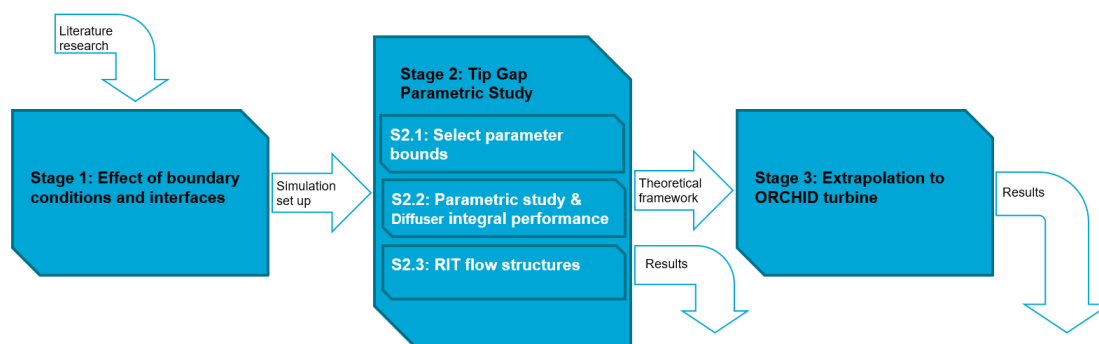 Literature
research
Stage 1: Effect of boundary
conditions and interfaces
Simulation
set up
Stage 2: Tip Gap
Parametric Study
S2.1: Select parameter
bounds
S2.2: Parametric study &
Diffuser integral performance
S2.3: RIT flow structures
Theoretical
framework
Results
Stage 3: Extrapolation to
ORCHID turbine
Results